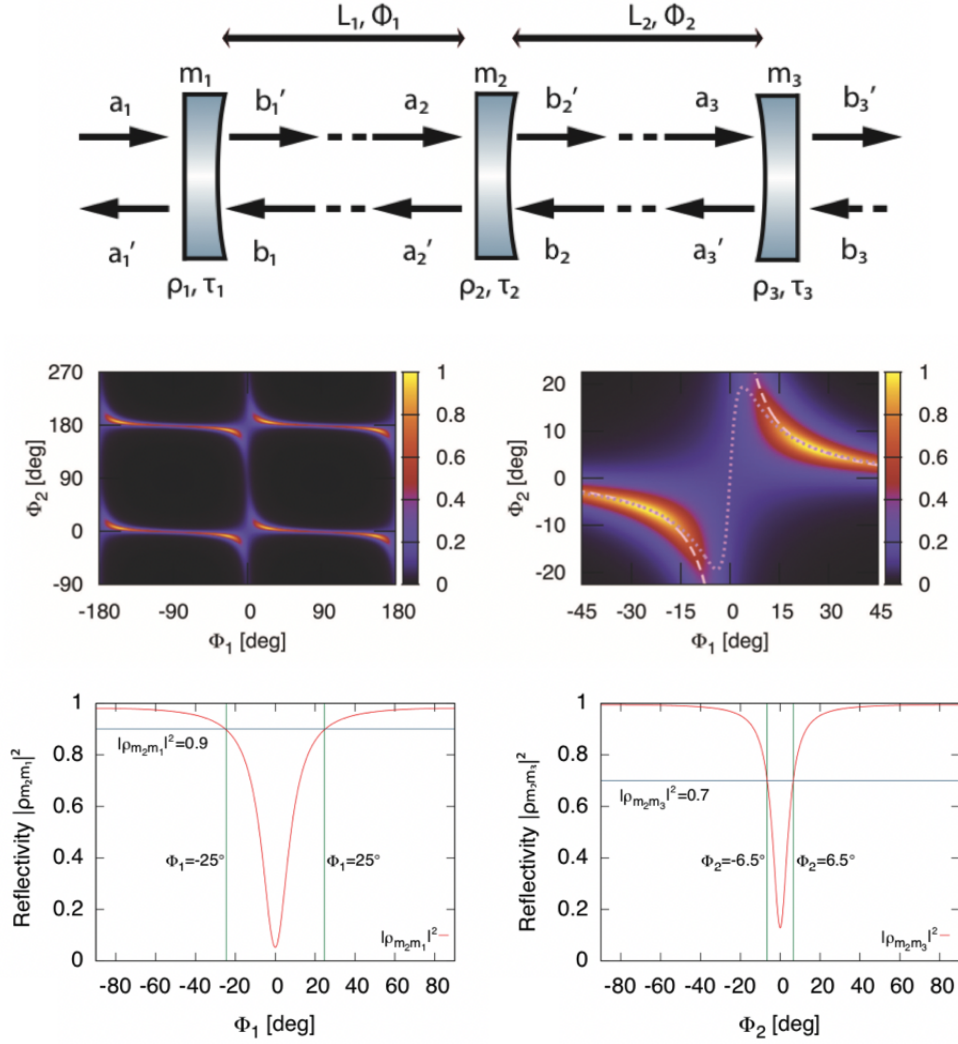 L₁, Φ₁ L₂, Φ₂
m₁ m₂ m₃
a₁ b₁' a₂ b₂' a₃ b₃'
a₁' b₁ a₂' b₂ a₃' b₃
ρ₁, τ₁ ρ₂, τ₂ ρ₃, τ₃
270
180
90
0
-90
Φ₂ [deg]
-180 -90 0 90 180
Φ₁ [deg]
1
0.8
0.6
0.4
0.2
0
20
10
0
-10
-20
Φ₂ [deg]
-45 -30 -15 0 15 30 45
Φ₁ [deg]
1
0.8
0.6
0.4
0.2
0
1
0.8
0.6
0.4
0.2
0
Reflectivity |ρm₂m₁|²
|ρm₂m₁|²=0.9
Φ₁=-25° Φ₁=25°
|ρm₂m₁|²
-80 -60 -40 -20 0 20 40 60 80
Φ₁ [deg]
1
0.8
0.6
0.4
0.2
0
Reflectivity |ρm₂m₃|²
|ρm₂m₃|²=0.7
Φ₂=-6.5° Φ₂=6.5°
|ρm₂m₃|²
-80 -60 -40 -20 0 20 40 60 80
Φ₂ [deg]